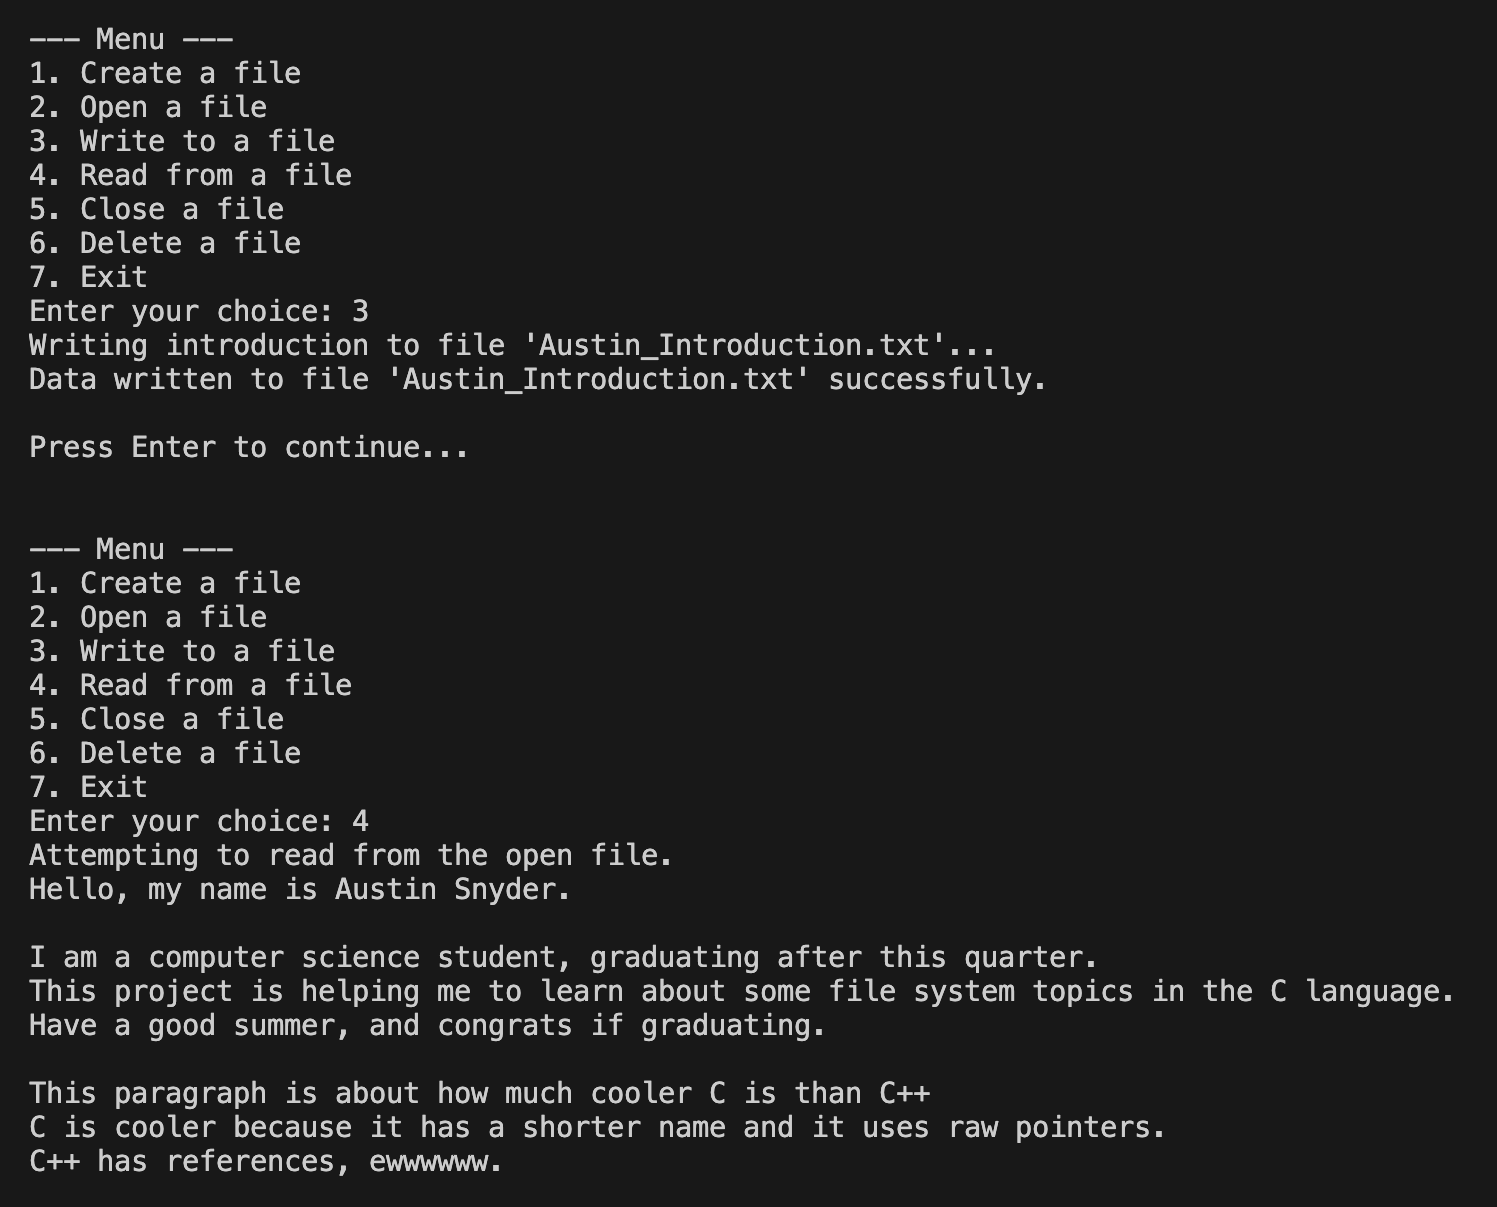 --- Menu ---
1. Create a file
2. Open a file
3. Write to a file
4. Read from a file
5. Close a file
6. Delete a file
7. Exit
Enter your choice: 3
Writing introduction to file 'Austin_Introduction.txt'...
Data written to file 'Austin_Introduction.txt' successfully.
Press Enter to continue...
--- Menu ---
1. Create a file
2. Open a file
3. Write to a file
4. Read from a file
5. Close a file
6. Delete a file
7. Exit
Enter your choice: 4
Attempting to read from the open file.
Hello, my name is Austin Snyder.
I am a computer science student, graduating after this quarter.
This project is helping me to learn about some file system topics in the C language.
Have a good summer, and congrats if graduating.
This paragraph is about how much cooler C is than C++
C is cooler because it has a shorter name and it uses raw pointers.
C++ has references, ewwwwww.